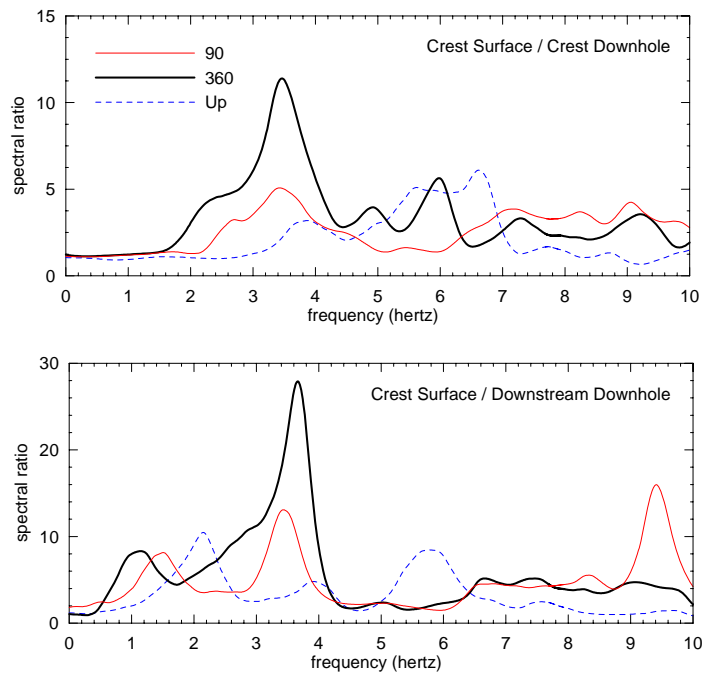 15
10
5
0
spectral ratio
90
360
Up
Crest Surface / Crest Downhole
0 1 2 3 4 5 6 7 8 9 10
frequency (hertz)
30
20
10
0
spectral ratio
Crest Surface / Downstream Downhole
0 1 2 3 4 5 6 7 8 9 10
frequency (hertz)